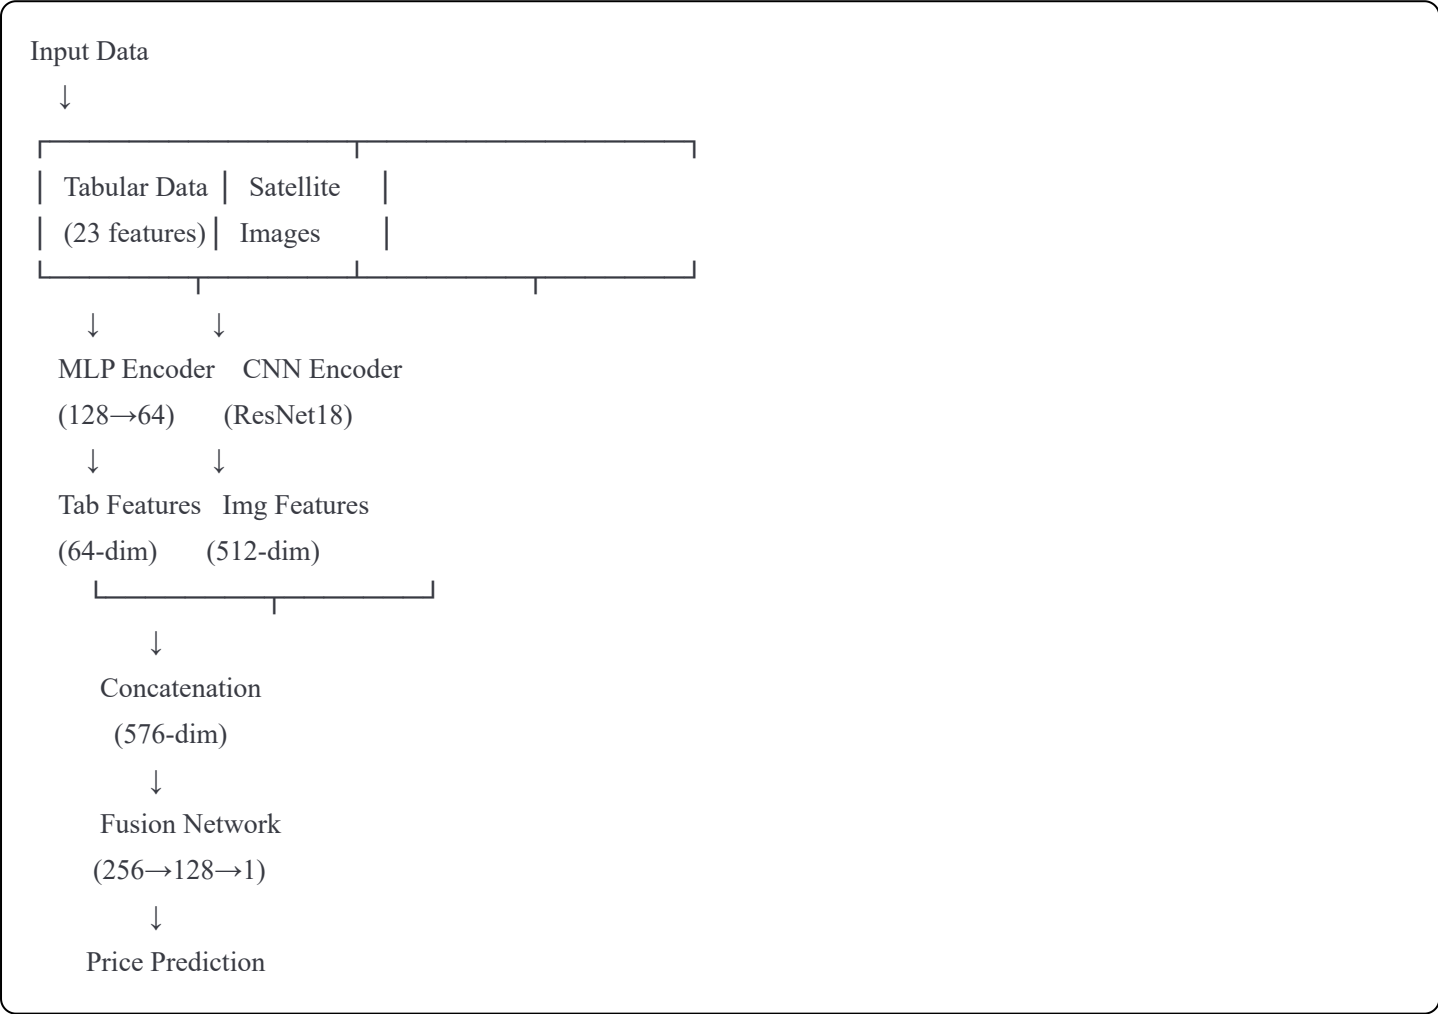 Input Data
↓
┌────────────────┬─────────────────┐
│ Tabular Data │ Satellite │
│ (23 features) │ Images │
└───────┬────────┴────────┬────────┘
↓ ↓
MLP Encoder CNN Encoder
(128→64) (ResNet18)
↓ ↓
Tab Features Img Features
(64-dim) (512-dim)
└────────┬────────┘
↓
Concatenation
(576-dim)
↓
Fusion Network
(256→128→1)
↓
Price Prediction